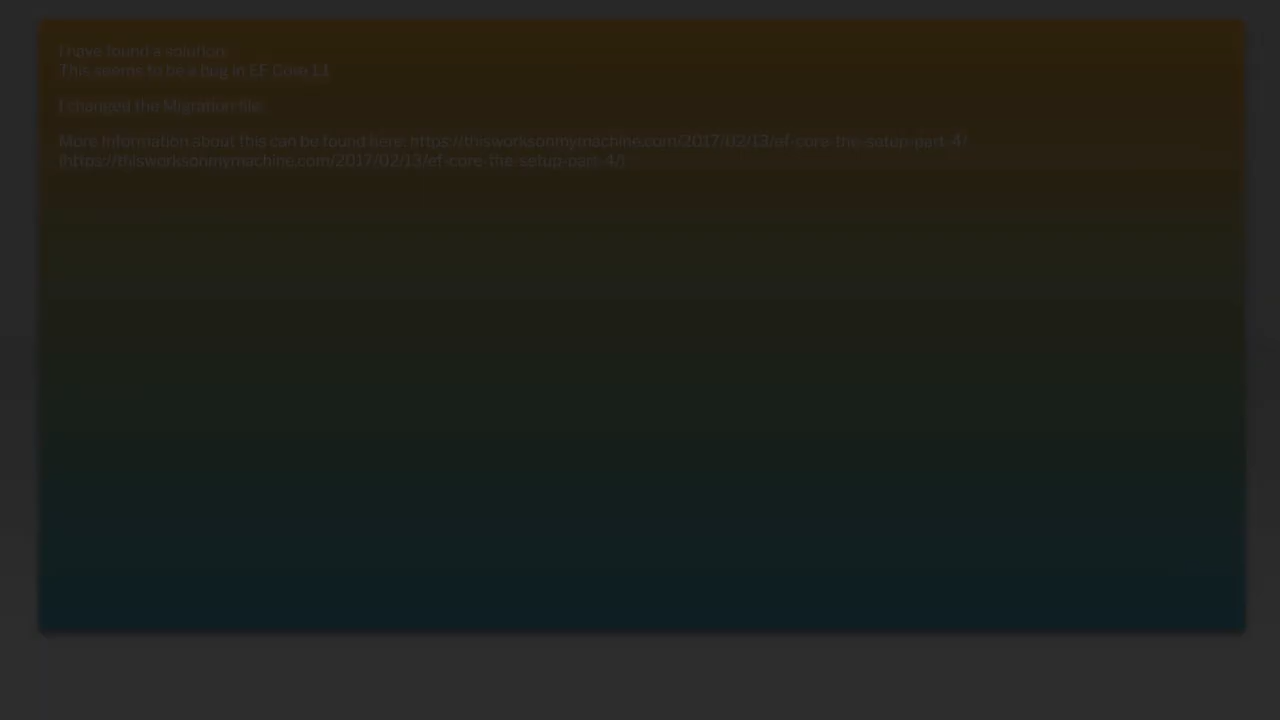 I have found a solution.
This seems to be a bug in EF Core 1.1
I changed the Migration file.
More Information about this can be found here: https://thisworksonmymachine.com/2017/02/13/ef-core-the-setup-part-4/
(https://thisworksonmymachine.com/2017/02/13/ef-core-the-setup-part-4/)